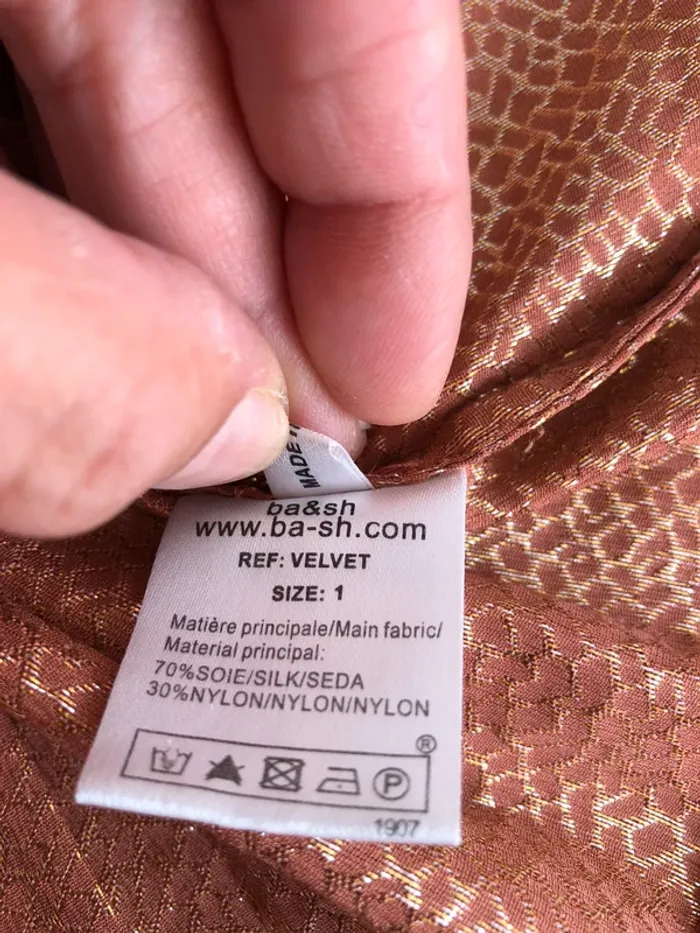 MADE I
ba&sh
www.ba-sh.com
REF: VELVET
SIZE: 1
Matière principale/Main fabric/
Material principal:
70%SOIE/SILK/SEDA
30%NYLON/NYLON/NYLON
®
P
1907